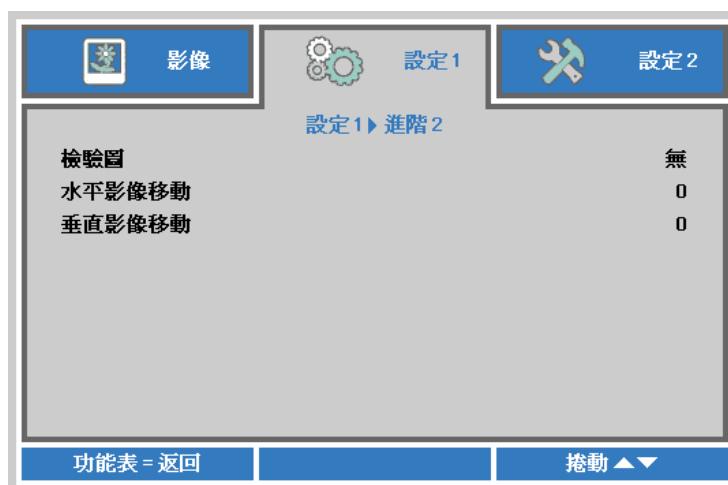 影像 設定1 設定2
設定1▶進階2
檢驗圖 無
水平影像移動 0
垂直影像移動 0
功能表=返回 捲動▲▼